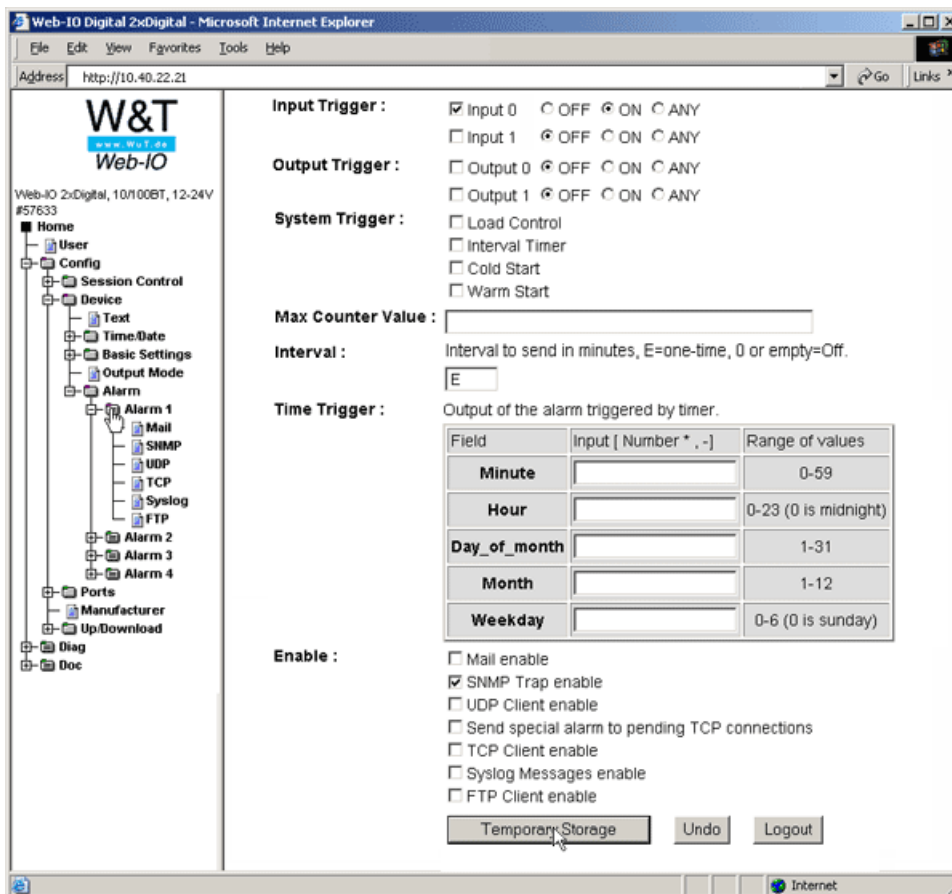 Web-IO Digital 2xDigital - Microsoft Internet Explorer
File Edit View Favorites Tools Help
Address http://10.40.22.21 Go Links »
W&T
www.WuT.de
Web-IO
Web-IO 2xDigital, 10/100BT, 12-24V
#57633
Home
User
Config
Session Control
Device
Text
Time/Date
Basic Settings
Output Mode
Alarm
Alarm 1
Mail
SNMP
UDP
TCP
Syslog
FTP
Alarm 2
Alarm 3
Alarm 4
Ports
Manufacturer
Up/Download
Diag
Doc
Input Trigger : Input 0 OFF ON ANY
Input 1 OFF ON ANY
Output Trigger : Output 0 OFF ON ANY
Output 1 OFF ON ANY
System Trigger : Load Control
Interval Timer
Cold Start
Warm Start
Max Counter Value :
Interval : Interval to send in minutes, E=one-time, 0 or empty=Off.
E
Time Trigger : Output of the alarm triggered by timer.
Field Input [ Number * , -] Range of values
Minute 0-59
Hour 0-23 (0 is midnight)
Day_of_month 1-31
Month 1-12
Weekday 0-6 (0 is sunday)
Enable : Mail enable
SNMP Trap enable
UDP Client enable
Send special alarm to pending TCP connections
TCP Client enable
Syslog Messages enable
FTP Client enable
Temporary Storage Undo Logout
Internet